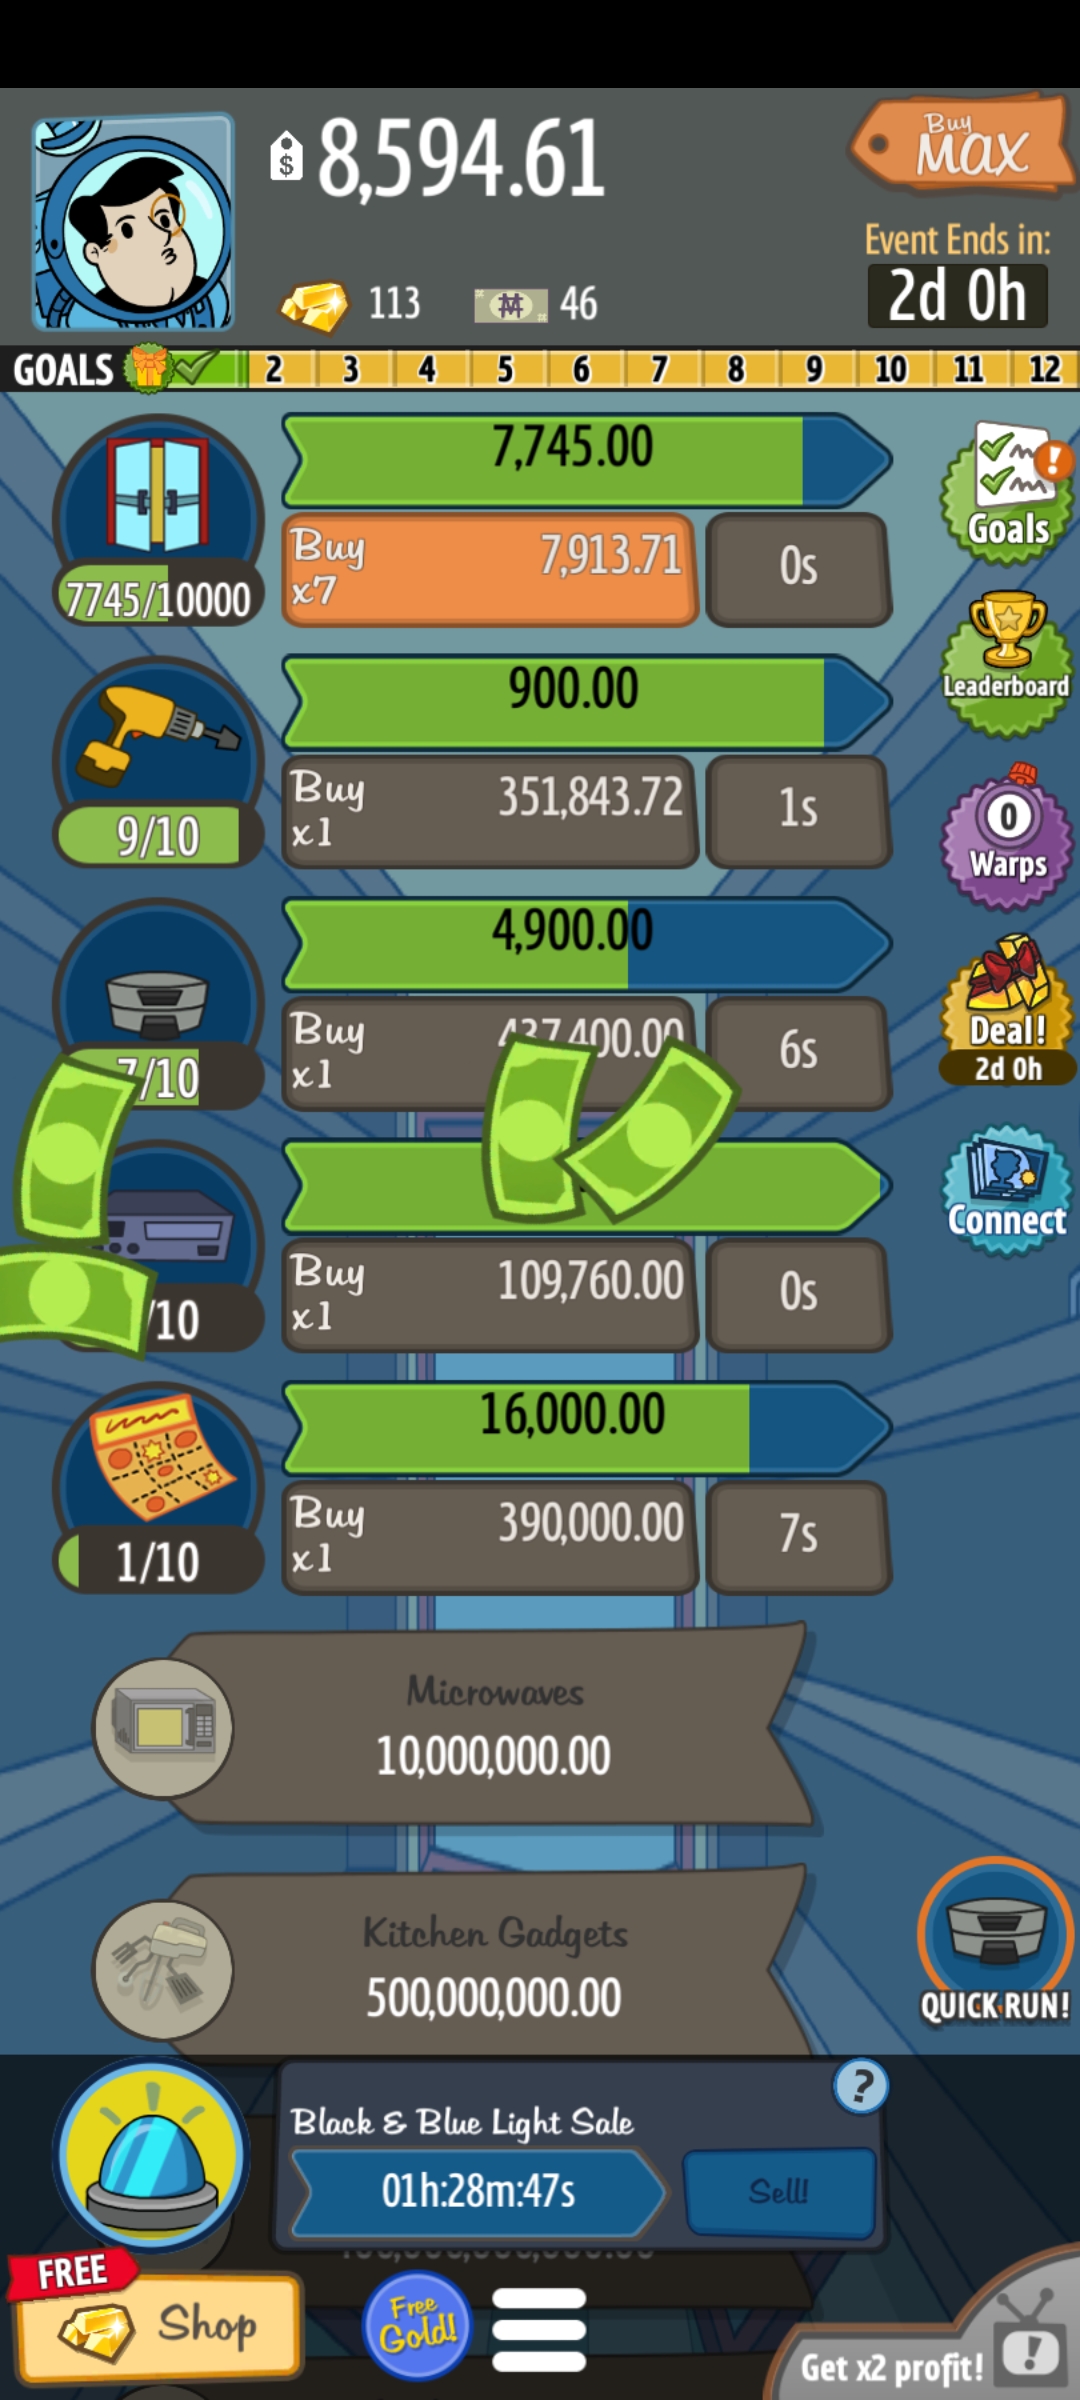 $ 8,594.61
Buy
MAX
Event Ends in:
2d 0h
113
46
GOALS 2 3 4 5 6 7 8 9 10 11 12
7,745.00
Buy
x7
7,913.71
0s
7745/10000
900.00
Buy
x1
351,843.72
1s
9/10
4,900.00
Buy
x1
437,400.00
6s
7/10
Buy
x1
109,760.00
0s
/10
16,000.00
Buy
x1
390,000.00
7s
1/10
Goals
Leaderboard
0
Warps
Deal!
2d 0h
Connect
Microwaves
10,000,000.00
Kitchen Gadgets
500,000,000.00
QUICK RUN!
Black & Blue Light Sale
?
01h:28m:47s
Sell!
FREE
Shop
Free
Gold!
Get x2 profit!